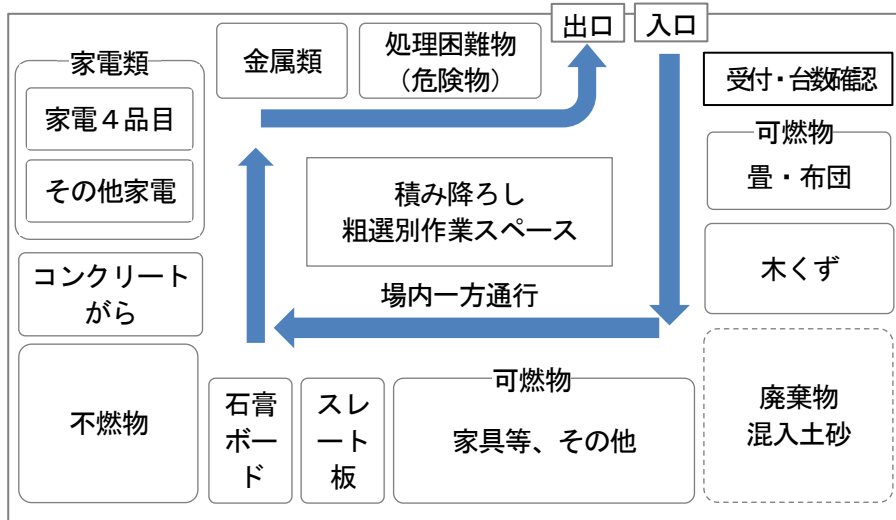 出口
入口
家電類
家電４品目
その他家電
金属類
処理困難物
（危険物）
受付・台数確認
可燃物
畳・布団
積み降ろし
粗選別作業スペース
木くず
コンクリート
がら
場内一方通行
不燃物
石膏
ボー
ド
スレ
ート
板
可燃物
家具等、その他
廃棄物
混入土砂